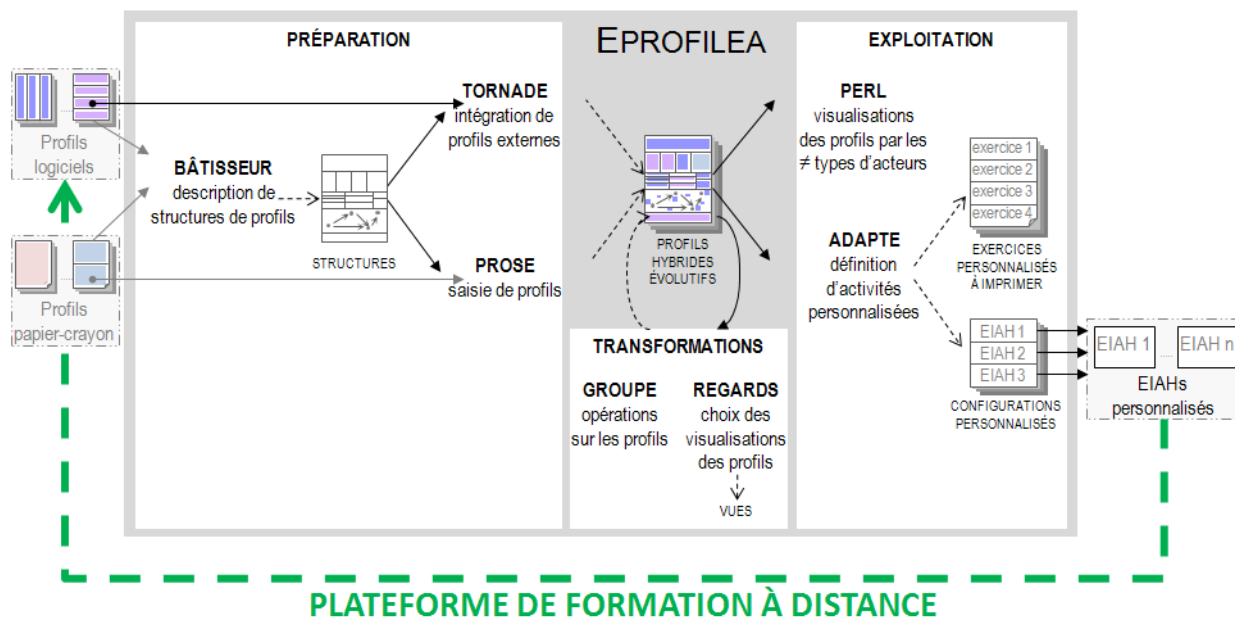 PRÉPARATION
EPROFILEA
EXPLOITATION
Profils
logiciels
TORNADE
intégration de
profils externes
BÂTISSEUR
description de
structures de profils
STRUCTURES
Profils
papier-crayon
PROSE
saisie de profils
PROFILS
HYBRIDES
ÉVOLUTIFS
TRANSFORMATIONS
GROUPE
opérations
sur les profils
REGARDS
choix des
visualisations
des profils
VUES
PERL
visualisations
des profils par les
≠ types d'acteurs
exercice 1
exercice 2
exercice 3
exercice 4
EXERCICES
PERSONNALISÉS
À IMPRIMER
ADAPTE
définition
d'activités
personnalisées
EIAH 1
EIAH 2
EIAH 3
CONFIGURATIONS
PERSONNALISÉS
EIAH 1
EIAH n
EIAHs
personnalisés
PLATEFORME DE FORMATION À DISTANCE